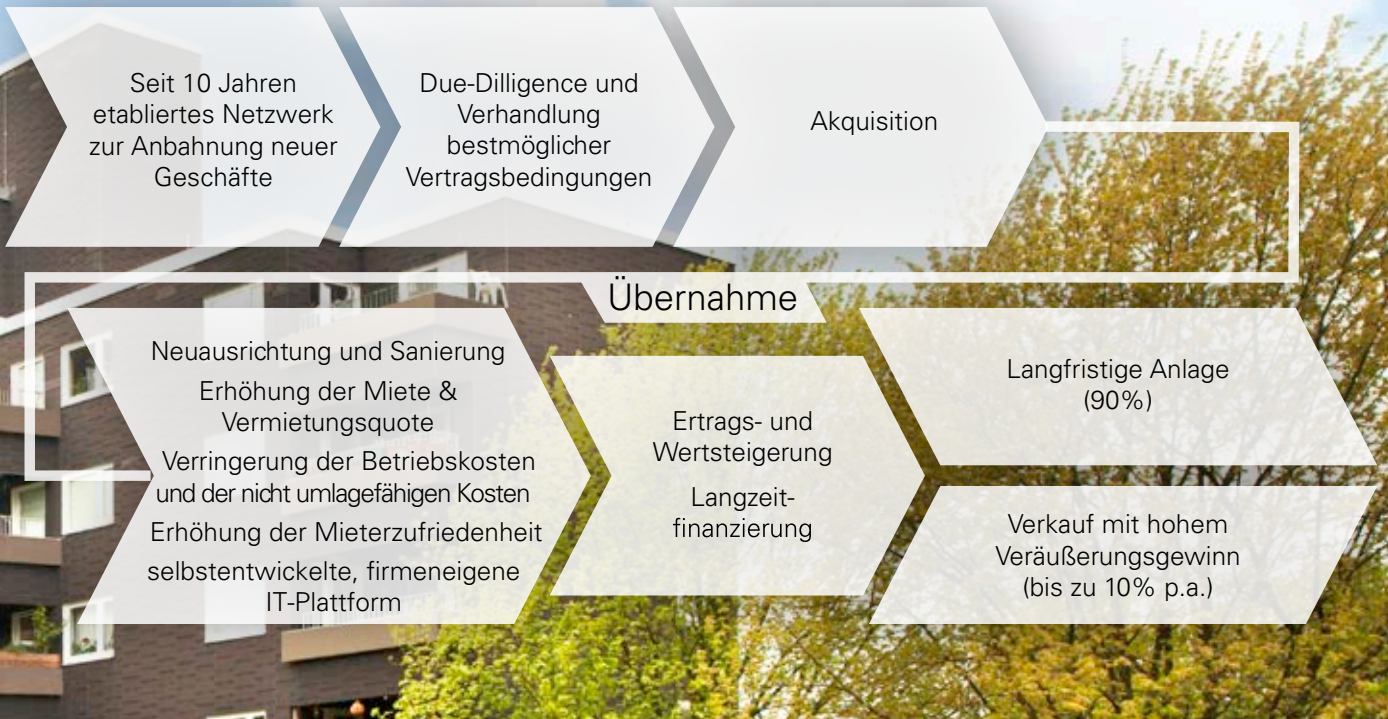 Seit 10 Jahren
etabliertes Netzwerk
zur Anbahnung neuer
Geschäfte
Due-Dilligence und
Verhandlung
bestmöglicher
Vertragsbedingungen
Akquisition
Übernahme
Neuausrichtung und Sanierung
Erhöhung der Miete &
Vermietungsquote
Verringerung der Betriebskosten
und der nicht umlagefähigen Kosten
Erhöhung der Mieterzufriedenheit
selbstentwickelte, firmeneigene
IT-Plattform
Ertrags- und
Wertsteigerung
Langzeit-
finanzierung
Langfristige Anlage
(90%)
Verkauf mit hohem
Veräußerungsgewinn
(bis zu 10% p.a.)